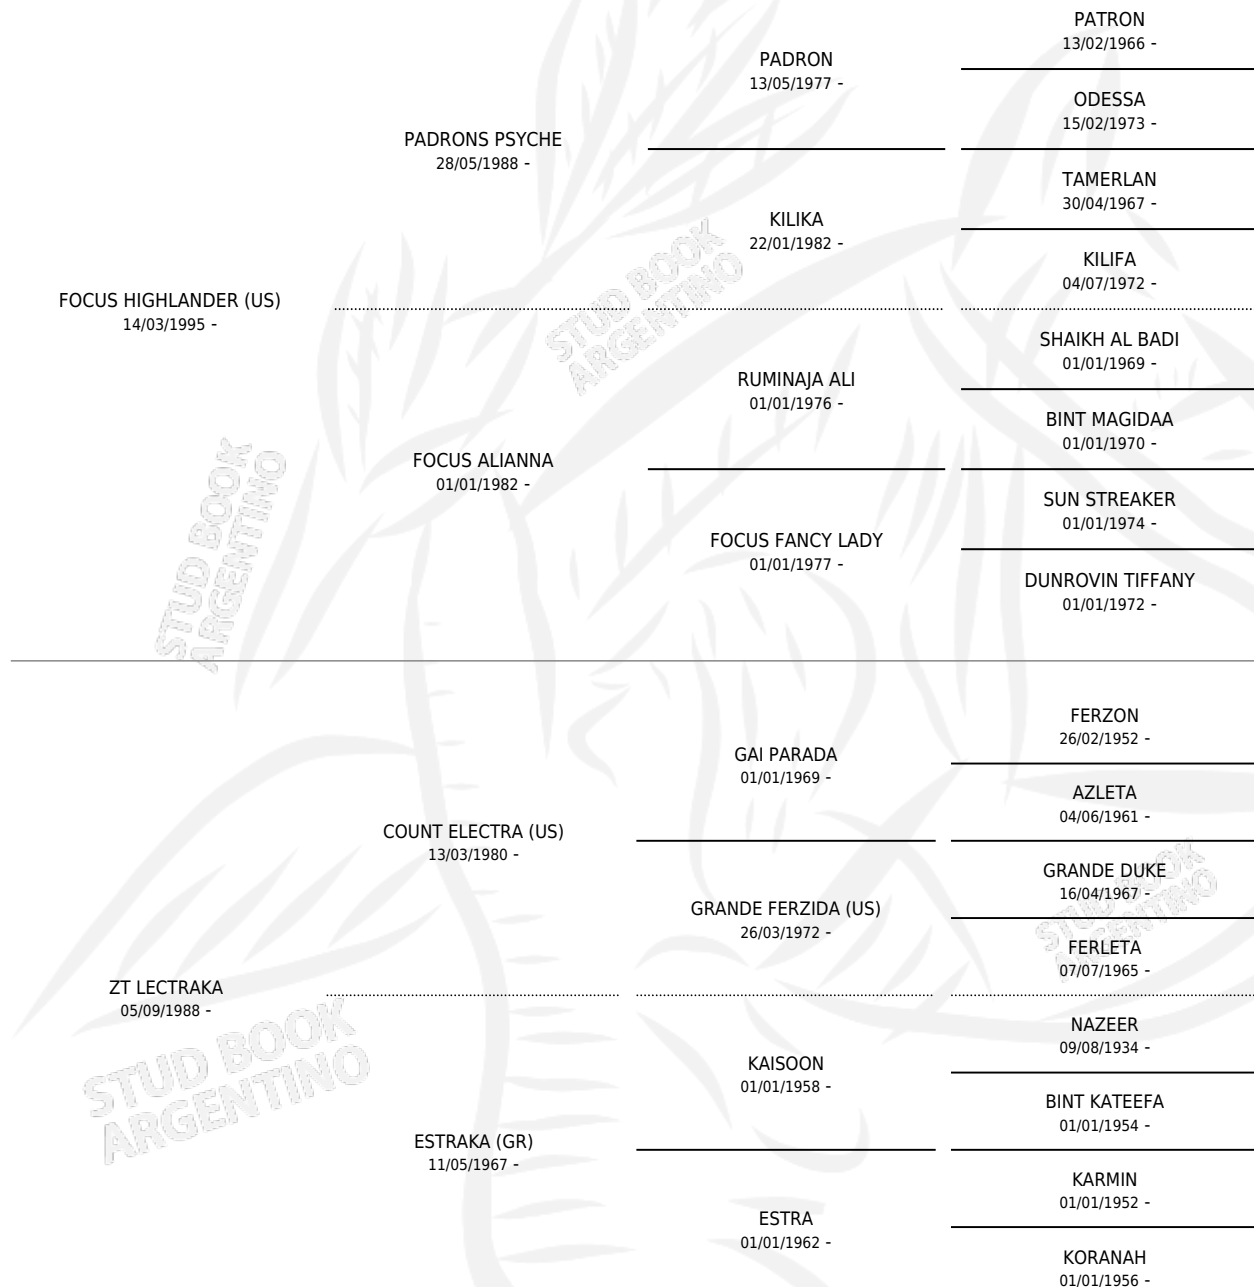 PATRON
13/02/1966 -
PADRON
13/05/1977 -
ODESSA
15/02/1973 -
PADRONS PSYCHE
28/05/1988 -
TAMERLAN
30/04/1967 -
KILIKA
22/01/1982 -
KILIFA
04/07/1972 -
FOCUS HIGHLANDER (US)
14/03/1995 -
SHAIKH AL BADI
01/01/1969 -
RUMINAJA ALI
01/01/1976 -
BINT MAGIDAA
01/01/1970 -
FOCUS ALIANNA
01/01/1982 -
SUN STREAKER
01/01/1974 -
FOCUS FANCY LADY
01/01/1977 -
DUNROVIN TIFFANY
01/01/1972 -
FERZON
26/02/1952 -
GAI PARADA
01/01/1969 -
AZLETA
04/06/1961 -
COUNT ELECTRA (US)
13/03/1980 -
GRANDE DUKE
16/04/1967 -
GRANDE FERZIDA (US)
26/03/1972 -
FERLETA
07/07/1965 -
ZT LECTRAKA
05/09/1988 -
NAZEER
09/08/1934 -
KAISOON
01/01/1958 -
BINT KATEEFA
01/01/1954 -
ESTRAKA (GR)
11/05/1967 -
KARMIN
01/01/1952 -
ESTRA
01/01/1962 -
KORANAH
01/01/1956 -
STUD BOOK
ARGENTINO
STUD BOOK
ARGENTINO
STUD BOOK
ARGENTINO
STUD BOOK
ARGENTINO